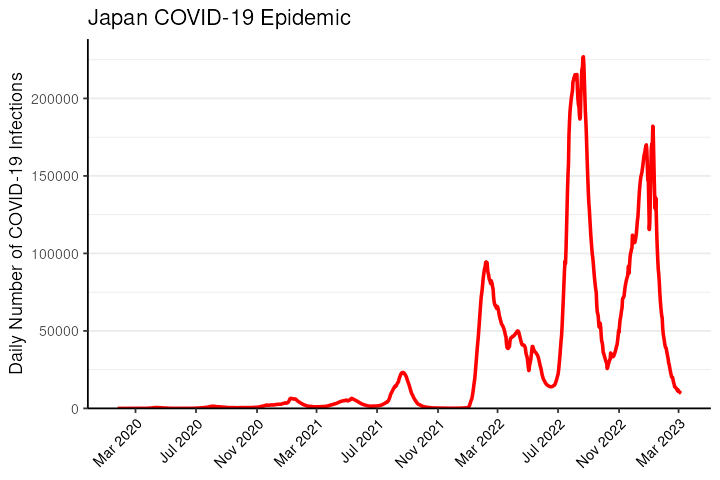 Japan COVID-19 Epidemic
Daily Number of COVID-19 Infections
200000
150000
100000
50000
0
Mar 2020
Jul 2020
Nov 2020
Mar 2021
Jul 2021
Nov 2021
Mar 2022
Jul 2022
Nov 2022
Mar 2023